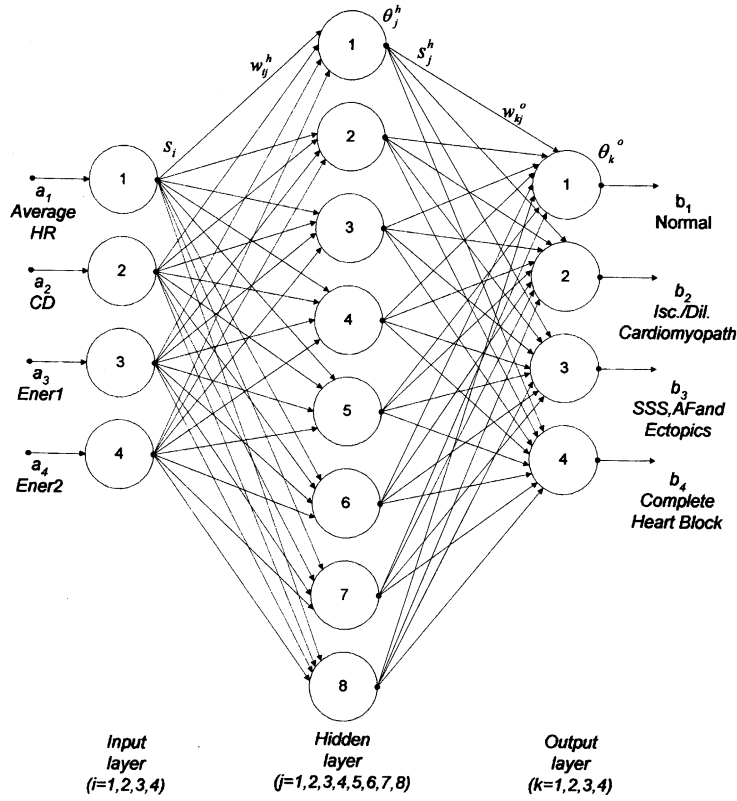 θ_j^h
1
s_j^h
w_ij^h
2
w_kj^o
s_i
θ_k^o
1
a_1
Average
HR
3
1
b_1
Normal
2
a_2
CD
4
2
b_2
Isc./Dil.
Cardiomyopath
3
a_3
Ener1
5
3
b_3
SSS,AFand
Ectopics
4
a_4
Ener2
6
4
b_4
Complete
Heart Block
7
8
Input
layer
(i=1,2,3,4)
Hidden
layer
(j=1,2,3,4,5,6,7,8)
Output
layer
(k=1,2,3,4)